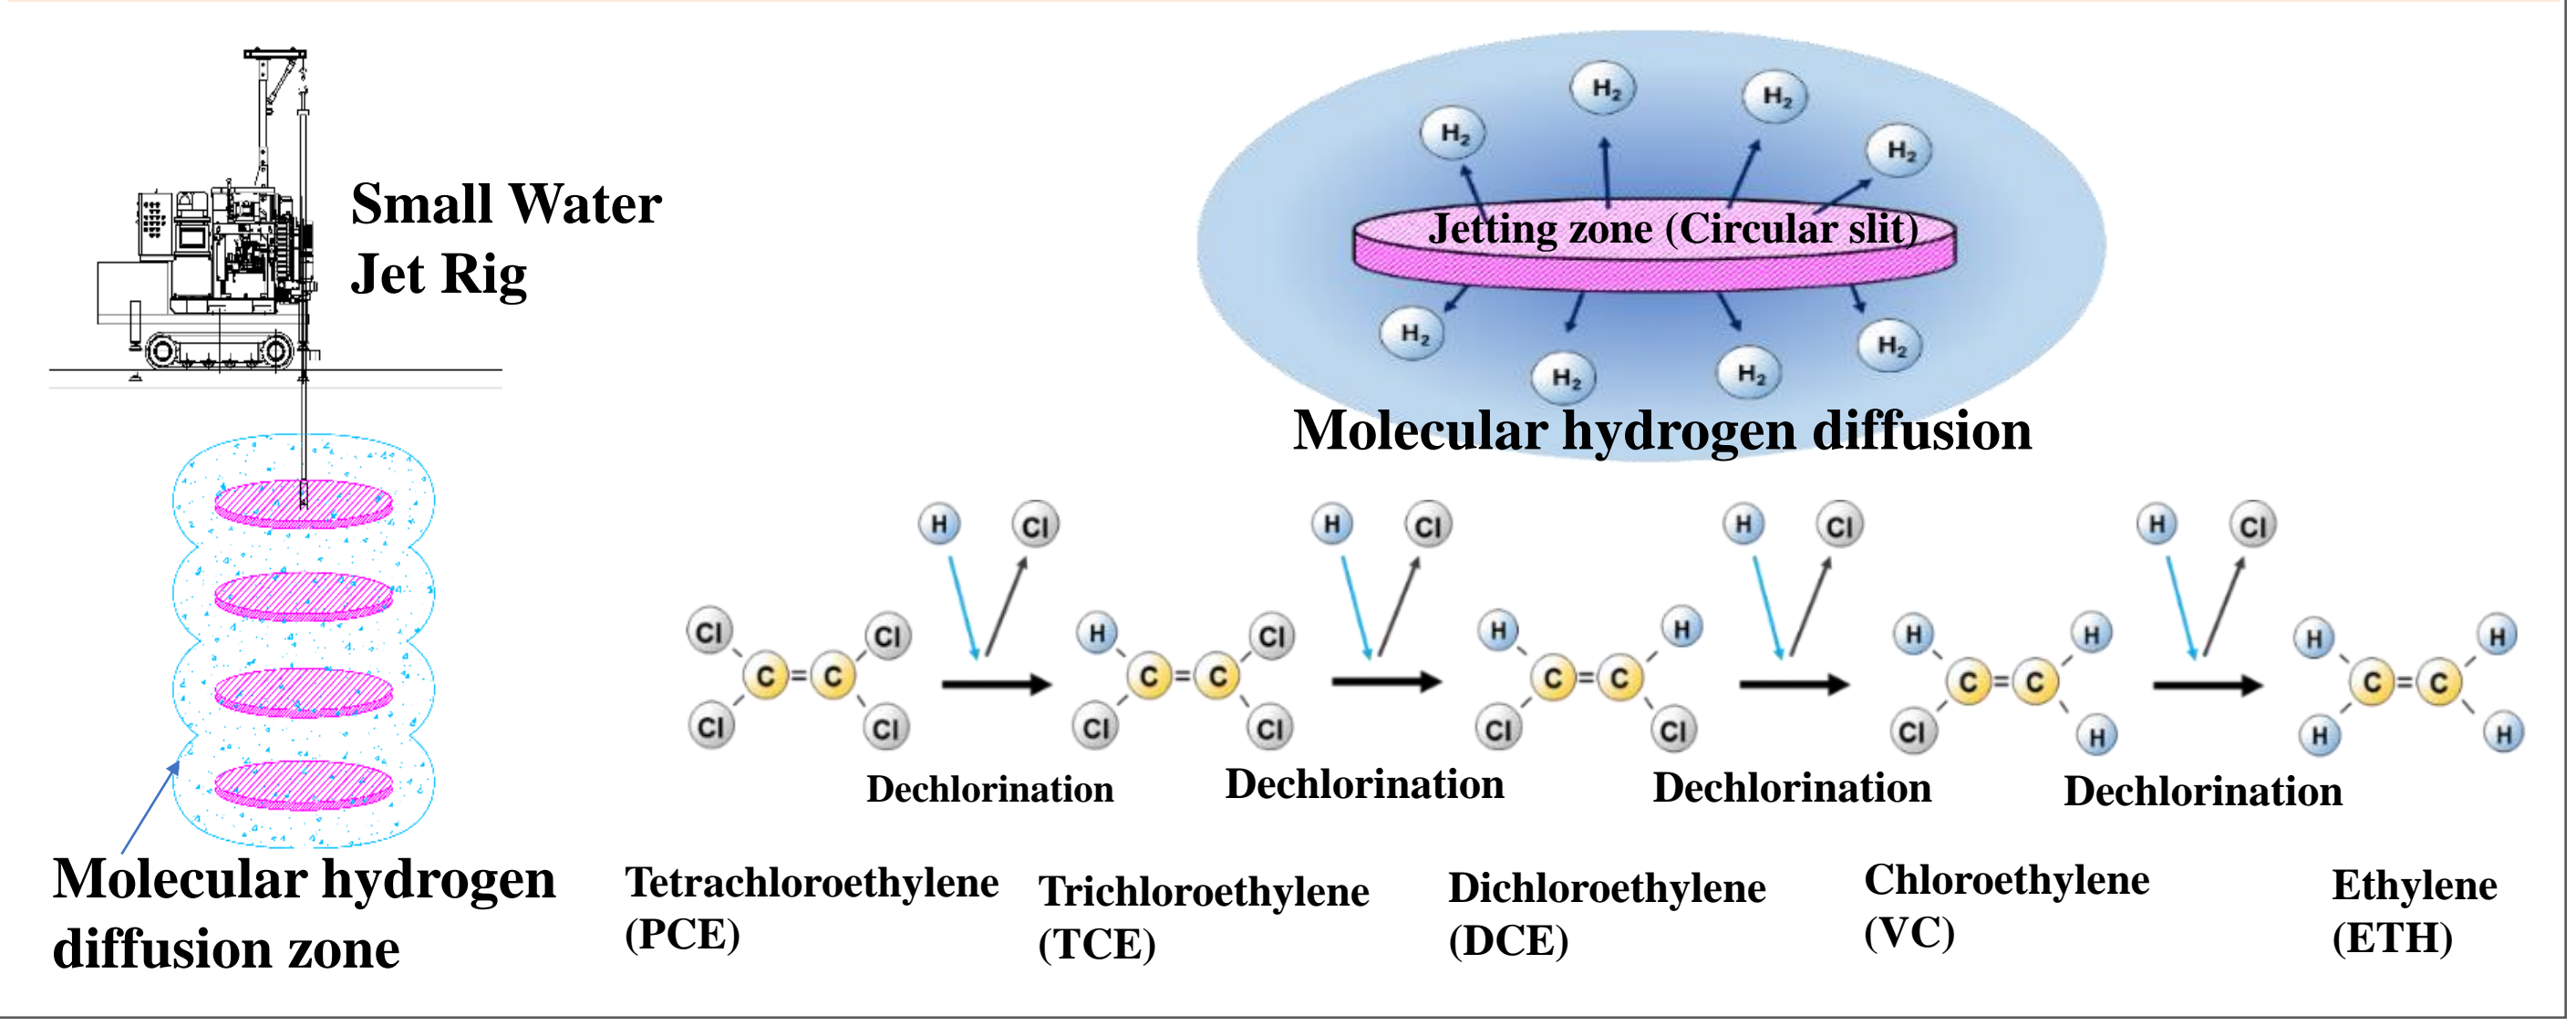 Small Water
Jet Rig
H₂ H₂ H₂ H₂
Jetting zone (Circular slit)
H₂ H₂ H₂ H₂
Molecular hydrogen diffusion
H Cl H Cl H Cl H Cl
Cl Cl H Cl H H H H H H
C=C C=C C=C C=C C=C
Cl Cl Cl Cl Cl Cl Cl H H H
Dechlorination Dechlorination Dechlorination Dechlorination
Molecular hydrogen
diffusion zone
Tetrachloroethylene
(PCE)
Trichloroethylene
(TCE)
Dichloroethylene
(DCE)
Chloroethylene
(VC)
Ethylene
(ETH)